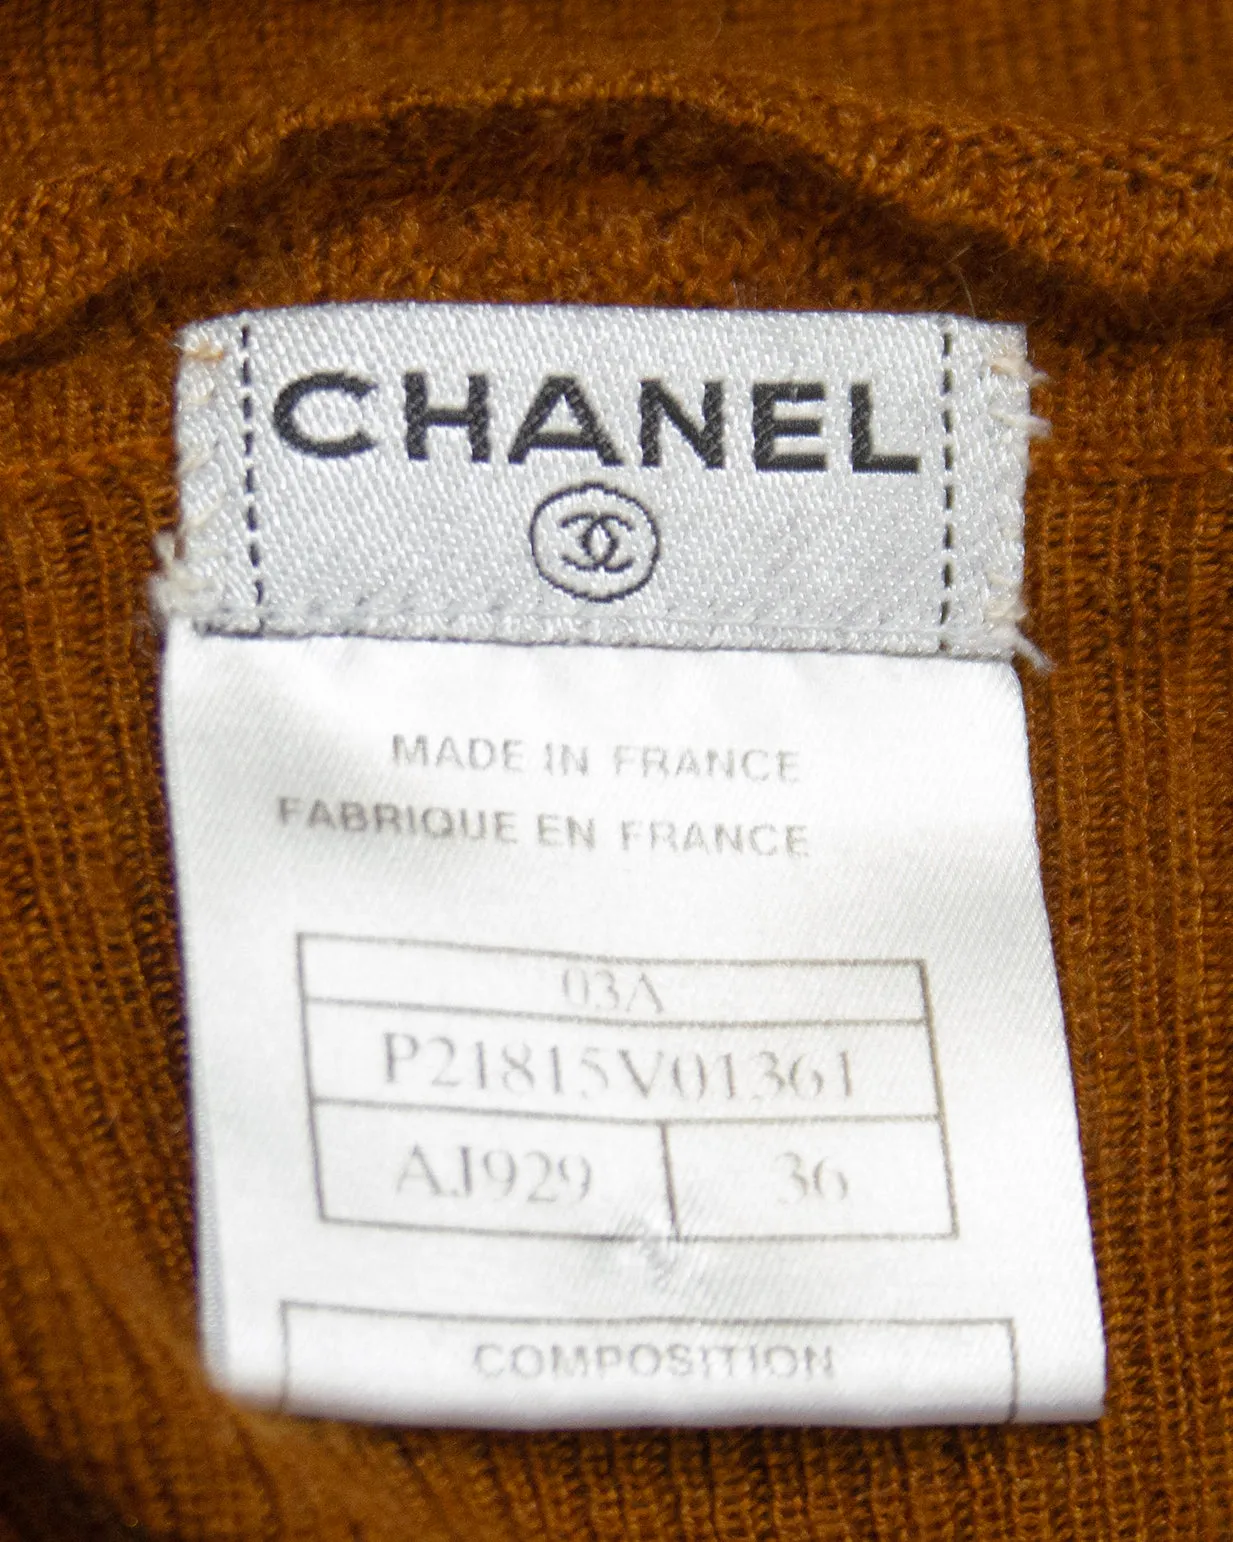 CHANEL
MADE IN FRANCE
FABRIQUE EN FRANCE
03A
P21815V01361
AJ929 36
COMPOSITION